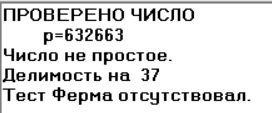 ПРОВЕРЕНО ЧИСЛО
p=632663
Число не простое.
Делимость на 37
Тест Ферма отсутствовал.